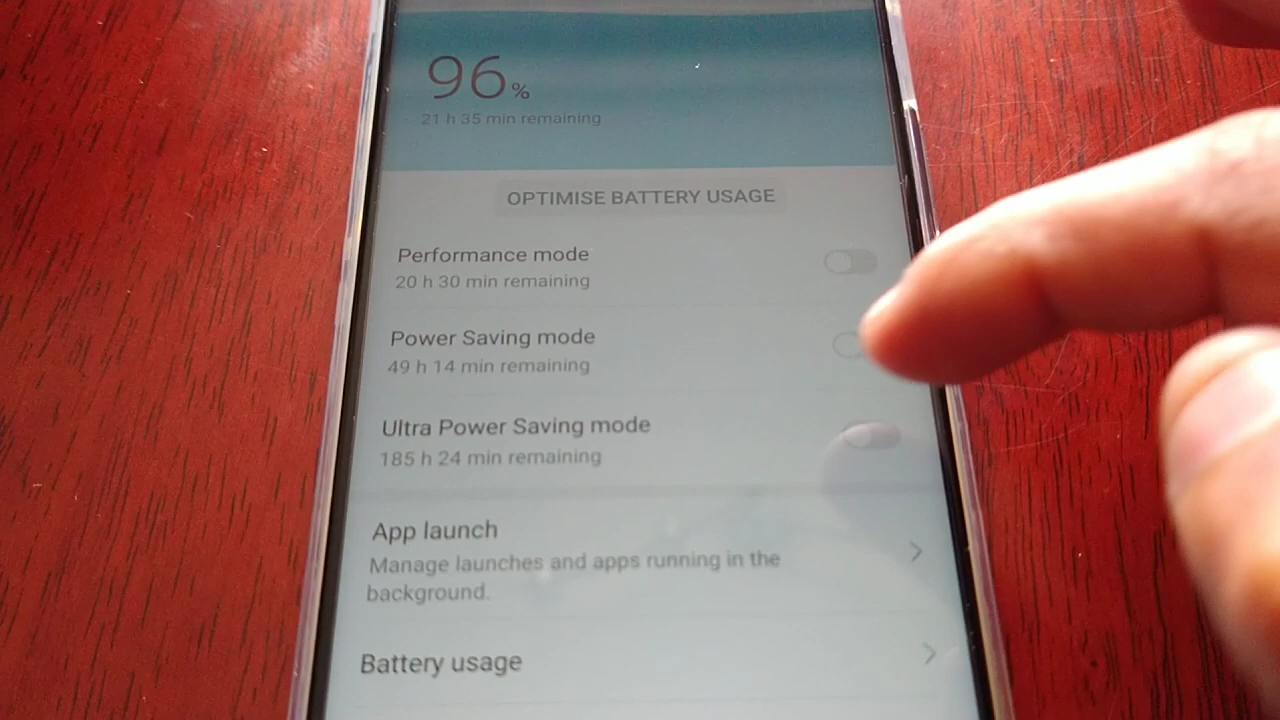 96%
21 h 35 min remaining
OPTIMISE BATTERY USAGE
Performance mode
20 h 30 min remaining
Power Saving mode
49 h 14 min remaining
Ultra Power Saving mode
185 h 24 min remaining
App launch
Manage launches and apps running in the
background.
Battery usage